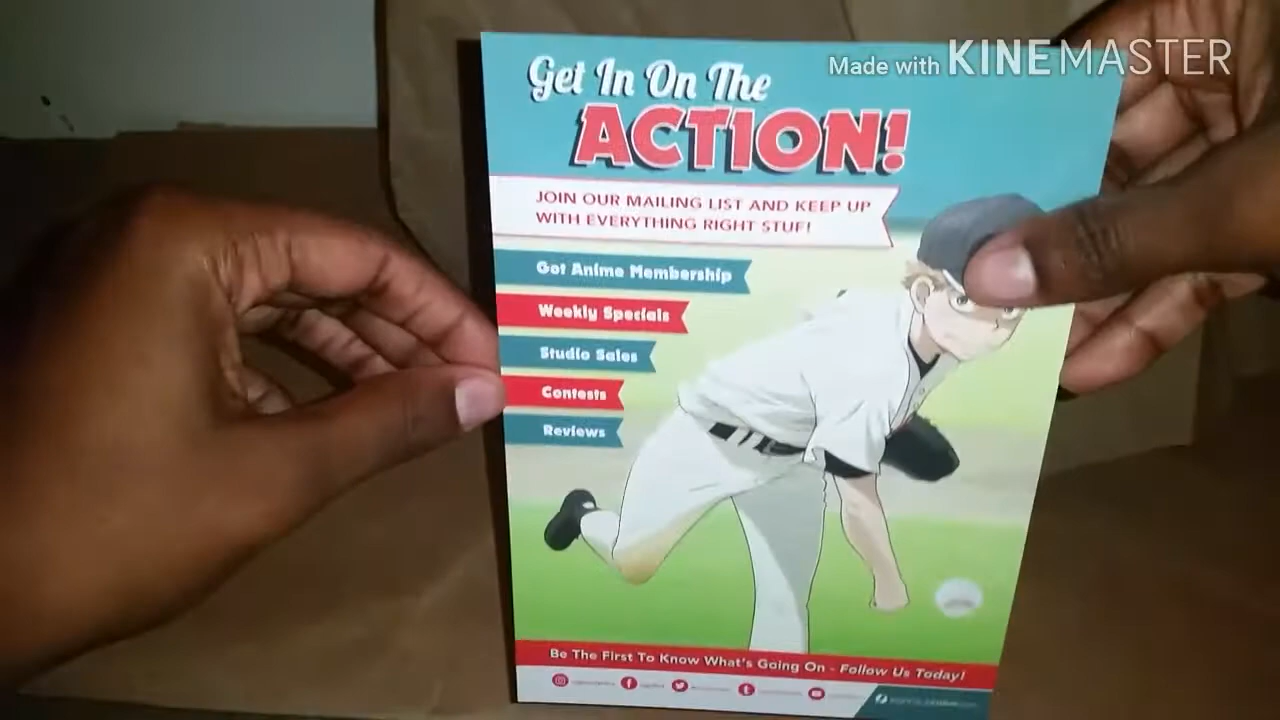 Made with KINEMASTER
Get In On The
ACTION!
JOIN OUR MAILING LIST AND KEEP UP
WITH EVERYTHING RIGHT STUF!
Got Anime Membership
Weekly Specials
Studio Sales
Contests
Reviews
Be The First To Know What's Going On - Follow Us Today!